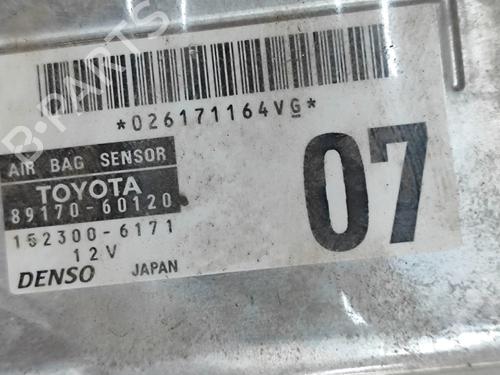 *026171164VG*
AIR BAG SENSOR
TOYOTA
89170-60120
152300-6171
12V
DENSO JAPAN
07
B-PARTS